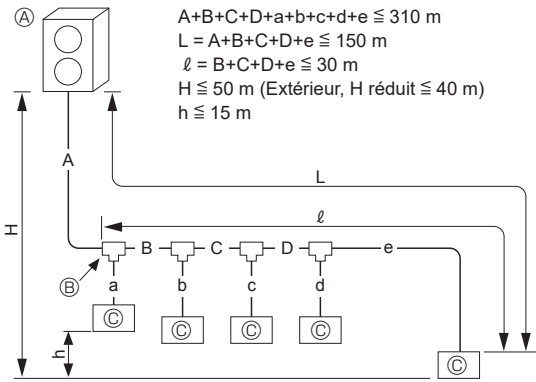 Ⓐ
A+B+C+D+a+b+c+d+e ≦ 310 m
L = A+B+C+D+e ≦ 150 m
ℓ = B+C+D+e ≦ 30 m
H ≦ 50 m (Extérieur, H réduit ≦ 40 m)
h ≦ 15 m
A
L
H
ℓ
B C D e
Ⓑ a b c d
Ⓒ Ⓒ Ⓒ Ⓒ
h
Ⓒ